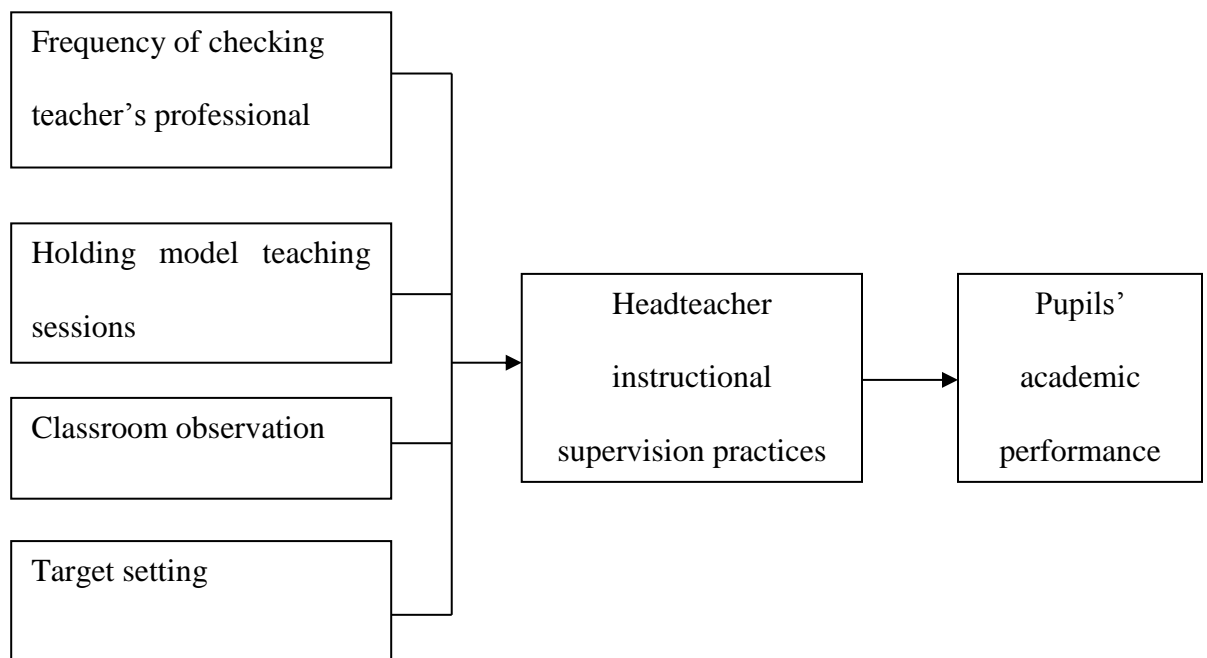 Frequency of checking
teacher’s professional
Holding model teaching
sessions
Classroom observation
Target setting
Headteacher
instructional
supervision practices
Pupils’
academic
performance